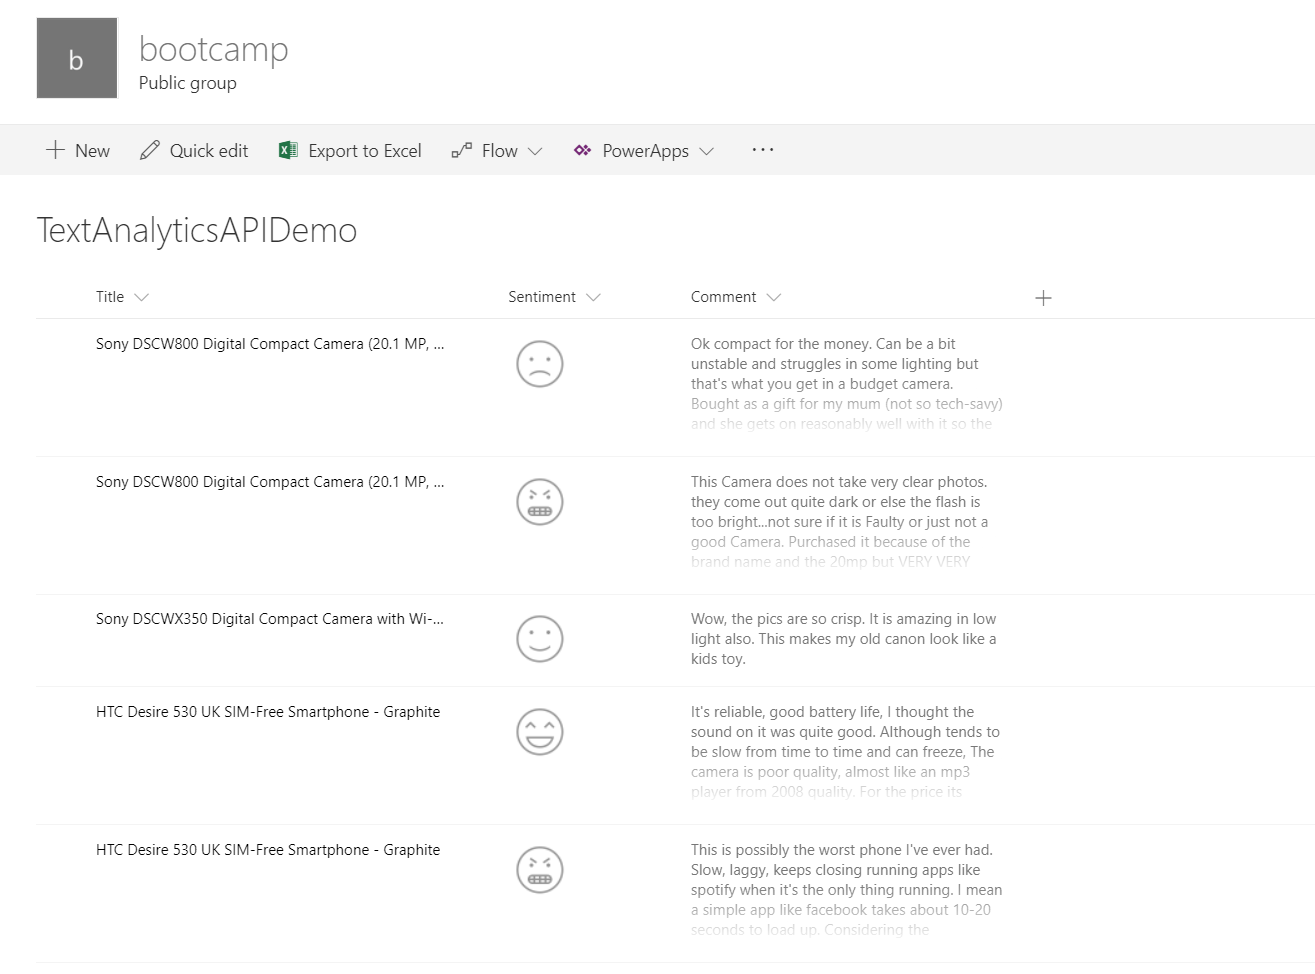 b
bootcamp
Public group
New
Quick edit
Export to Excel
Flow
PowerApps
...
TextAnalyticsAPIDemo
Title
Sentiment
Comment
Sony DSCW800 Digital Compact Camera (20.1 MP, ...
Ok compact for the money. Can be a bit
unstable and struggles in some lighting but
that's what you get in a budget camera.
Bought as a gift for my mum (not so tech-savy)
and she gets on reasonably well with it so the
Sony DSCW800 Digital Compact Camera (20.1 MP, ...
This Camera does not take very clear photos.
they come out quite dark or else the flash is
too bright...not sure if it is Faulty or just not a
good Camera. Purchased it because of the
brand name and the 20mp but VERY VERY
Sony DSCWX350 Digital Compact Camera with Wi-...
Wow, the pics are so crisp. It is amazing in low
light also. This makes my old canon look like a
kids toy.
HTC Desire 530 UK SIM-Free Smartphone - Graphite
It's reliable, good battery life, I thought the
sound on it was quite good. Although tends to
be slow from time to time and can freeze, The
camera is poor quality, almost like an mp3
player from 2008 quality. For the price its
HTC Desire 530 UK SIM-Free Smartphone - Graphite
This is possibly the worst phone I've ever had.
Slow, laggy, keeps closing running apps like
spotify when it's the only thing running. I mean
a simple app like facebook takes about 10-20
seconds to load up. Considering the